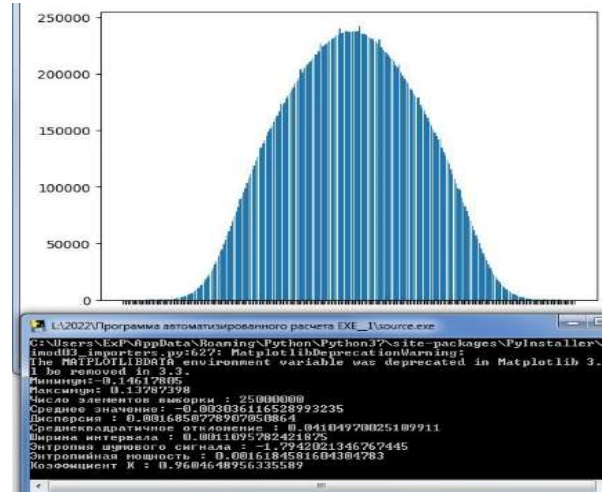 250000
200000
150000
100000
50000
0
L:\2022\Программа автоматизированного расчета EXE_1\source.exe
C:\Users\ExP\AppData\Roaming\Python\Python37\site-packages\PyInstaller\
imod03_importers.py:627: MatplotlibDeprecationWarning:
The MATPLOTLIBDATA environment variable was deprecated in Matplotlib 3.
l be removed in 3.3.
Минимум:-0.14617805
Максимум: 0.13787398
Число элементов выборки : 25000000
Среднее значение: -0.003036116528993235
Дисперсия : 0.0016850778907050864
Среднеквадратичное отклонение : 0.04104970025109911
Ширина интервала : 0.0011095782421875
Энтропия шумового сигнала : -1.7942021346767445
Энтропийная мощность : 0.0016184581604304783
Коэффициент К : 0.9604648956335589